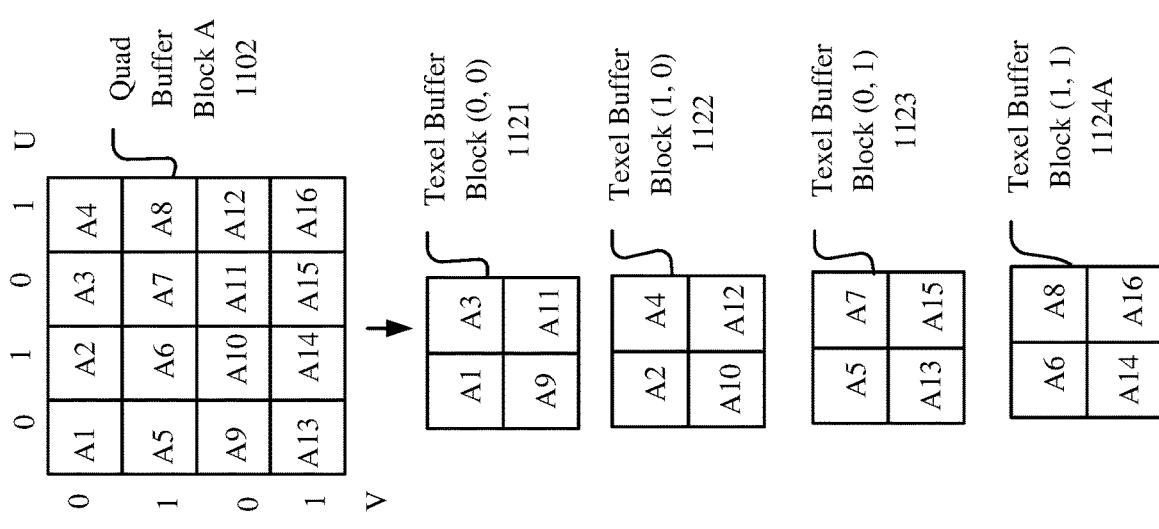 0 1 0 1 U
0 A1 A2 A3 A4
1 A5 A6 A7 A8
0 A9 A10 A11 A12
1 A13 A14 A15 A16
V
Quad
Buffer
Block A
1102
A1 A3
A9 A11
Texel Buffer
Block (0, 0)
1121
A2 A4
A10 A12
Texel Buffer
Block (1, 0)
1122
A5 A7
A13 A15
Texel Buffer
Block (0, 1)
1123
A6 A8
A14 A16
Texel Buffer
Block (1, 1)
1124A